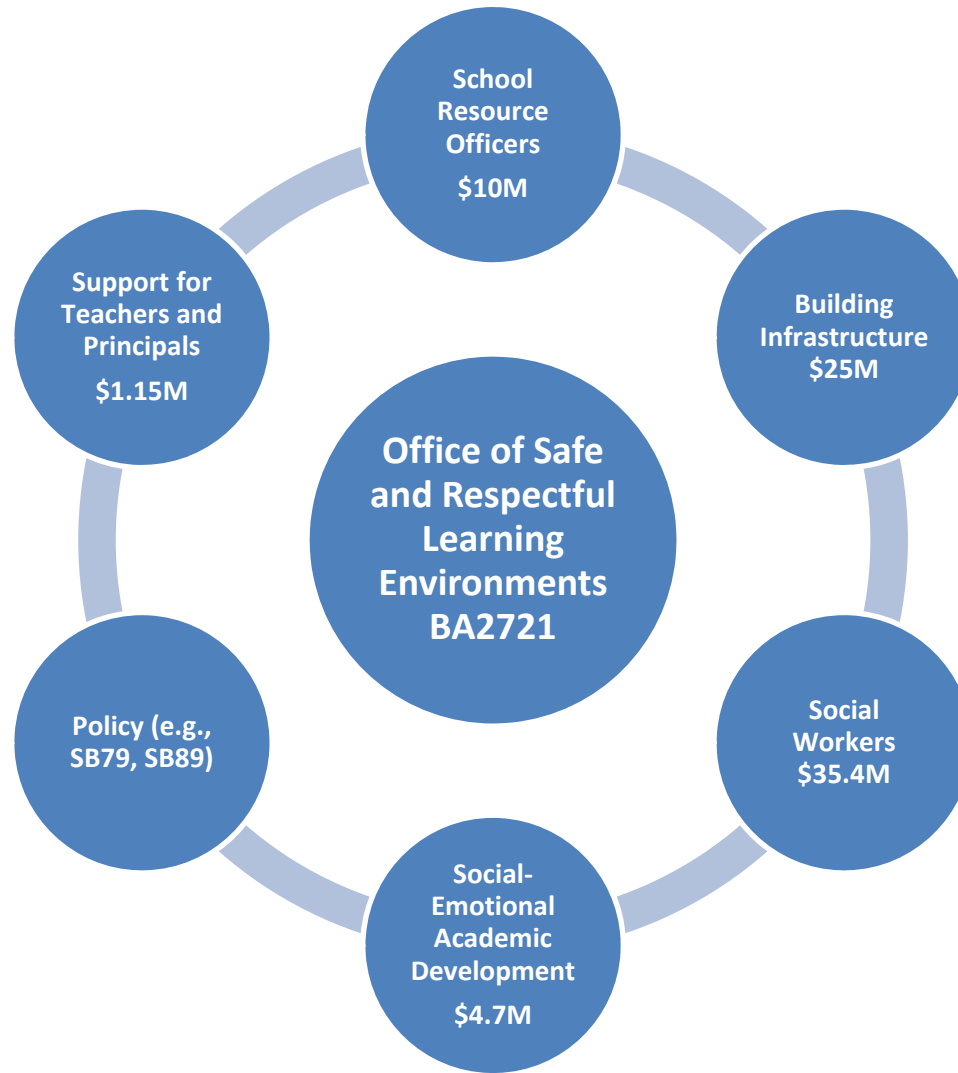 School
Resource
Officers
$10M
Building
Infrastructure
$25M
Social
Workers
$35.4M
Social-
Emotional
Academic
Development
$4.7M
Policy (e.g.,
SB79, SB89)
Support for
Teachers and
Principals
$1.15M
Office of Safe
and Respectful
Learning
Environments
BA2721